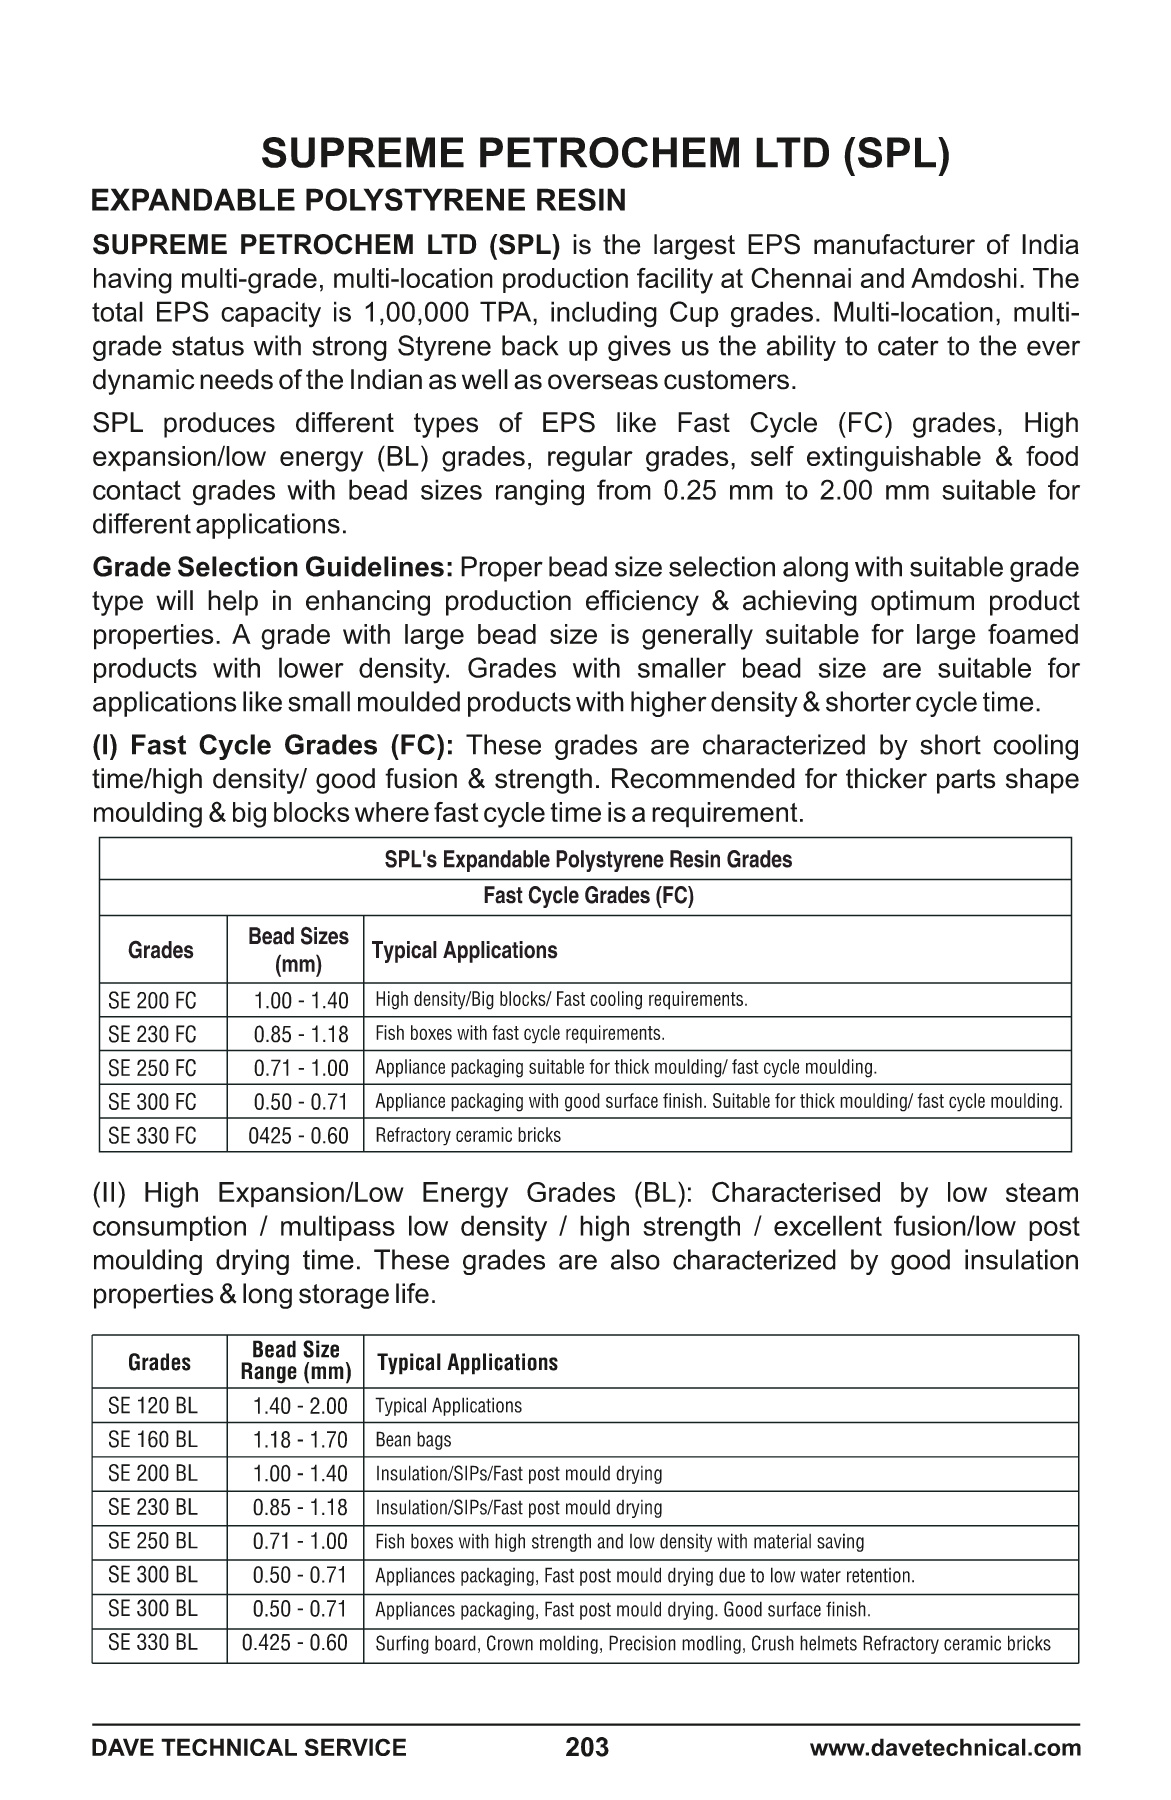 SUPREME PETROCHEM LTD (SPL)
EXPANDABLE POLYSTYRENE RESIN
SUPREME PETROCHEM LTD (SPL) is the largest EPS manufacturer of India
having multi-grade, multi-location production facility at Chennai and Amdoshi. The
total EPS capacity is 1,00,000 TPA, including Cup grades. Multi-location, multi-
grade status with strong Styrene back up gives us the ability to cater to the ever
dynamic needs of the Indian as well as overseas customers.
SPL produces different types of EPS like Fast Cycle (FC) grades, High
expansion/low energy (BL) grades, regular grades, self extinguishable & food
contact grades with bead sizes ranging from 0.25 mm to 2.00 mm suitable for
different applications.
Grade Selection Guidelines: Proper bead size selection along with suitable grade
type will help in enhancing production efficiency & achieving optimum product
properties. A grade with large bead size is generally suitable for large foamed
products with lower density. Grades with smaller bead size are suitable for
applications like small moulded products with higher density & shorter cycle time.
(I) Fast Cycle Grades (FC): These grades are characterized by short cooling
time/high density/ good fusion & strength. Recommended for thicker parts shape
moulding & big blocks where fast cycle time is a requirement.
SPL's Expandable Polystyrene Resin Grades
Fast Cycle Grades (FC)
Grades Bead Sizes (mm) Typical Applications
SE 200 FC 1.00 - 1.40 High density/Big blocks/ Fast cooling requirements.
SE 230 FC 0.85 - 1.18 Fish boxes with fast cycle requirements.
SE 250 FC 0.71 - 1.00 Appliance packaging suitable for thick moulding/ fast cycle moulding.
SE 300 FC 0.50 - 0.71 Appliance packaging with good surface finish. Suitable for thick moulding/ fast cycle moulding.
SE 330 FC 0425 - 0.60 Refractory ceramic bricks
(II) High Expansion/Low Energy Grades (BL): Characterised by low steam
consumption / multipass low density / high strength / excellent fusion/low post
moulding drying time. These grades are also characterized by good insulation
properties & long storage life.
Grades Bead Size Range (mm) Typical Applications
SE 120 BL 1.40 - 2.00 Typical Applications
SE 160 BL 1.18 - 1.70 Bean bags
SE 200 BL 1.00 - 1.40 Insulation/SIPs/Fast post mould drying
SE 230 BL 0.85 - 1.18 Insulation/SIPs/Fast post mould drying
SE 250 BL 0.71 - 1.00 Fish boxes with high strength and low density with material saving
SE 300 BL 0.50 - 0.71 Appliances packaging, Fast post mould drying due to low water retention.
SE 300 BL 0.50 - 0.71 Appliances packaging, Fast post mould drying. Good surface finish.
SE 330 BL 0.425 - 0.60 Surfing board, Crown molding, Precision modling, Crush helmets Refractory ceramic bricks
DAVE TECHNICAL SERVICE 203 www.davetechnical.com